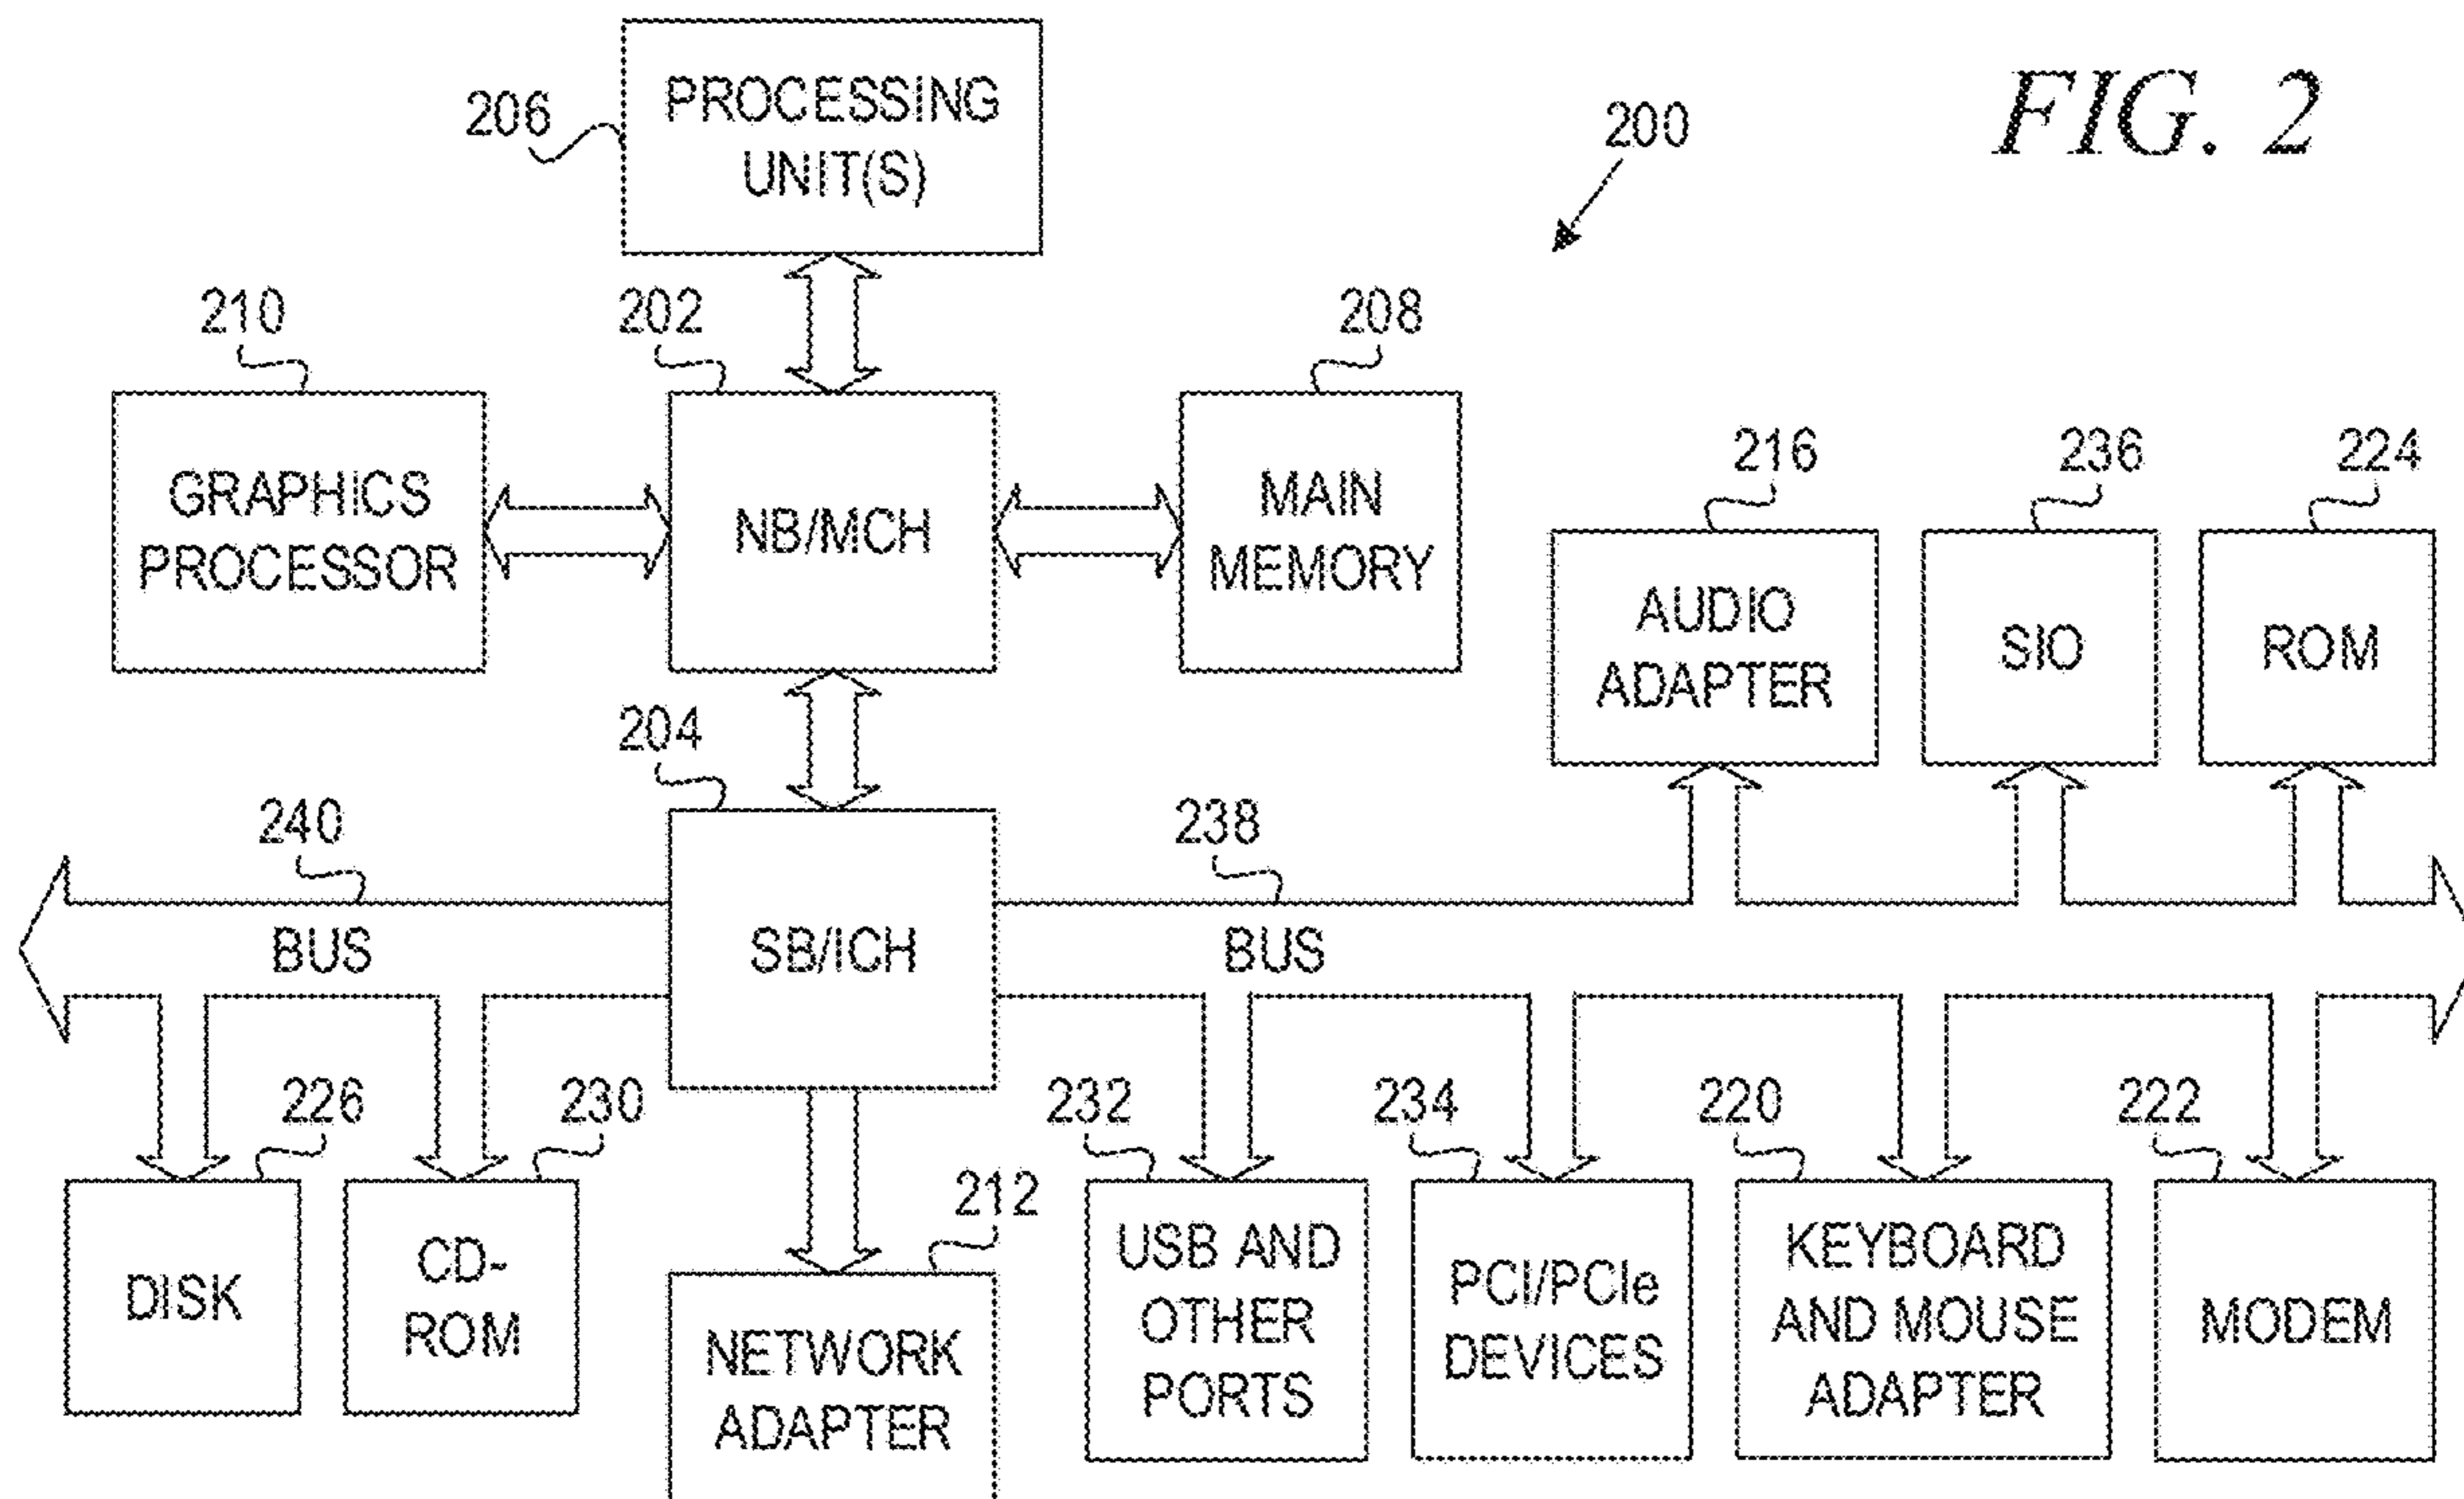 FIG. 2
200
206
PROCESSING
UNIT(S)
210
202
208
GRAPHICS
PROCESSOR
NB/MCH
MAIN
MEMORY
216
236
224
AUDIO
ADAPTER
SIO
ROM
204
240
238
BUS
SB/ICH
BUS
226
230
212
232
234
220
222
DISK
CD-
ROM
NETWORK
ADAPTER
USB AND
OTHER
PORTS
PCI/PCIe
DEVICES
KEYBOARD
AND MOUSE
ADAPTER
MODEM